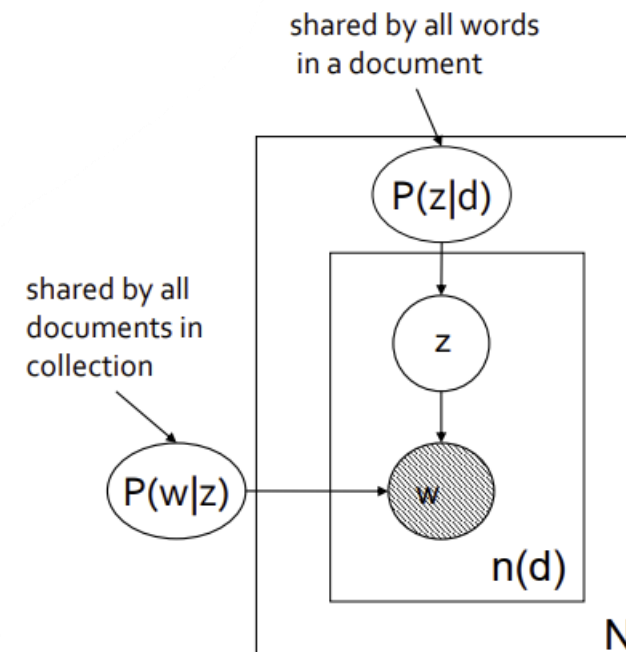 shared by all words
in a document
P(z|d)
shared by all
documents in
collection
z
P(w|z)
w
n(d)
N